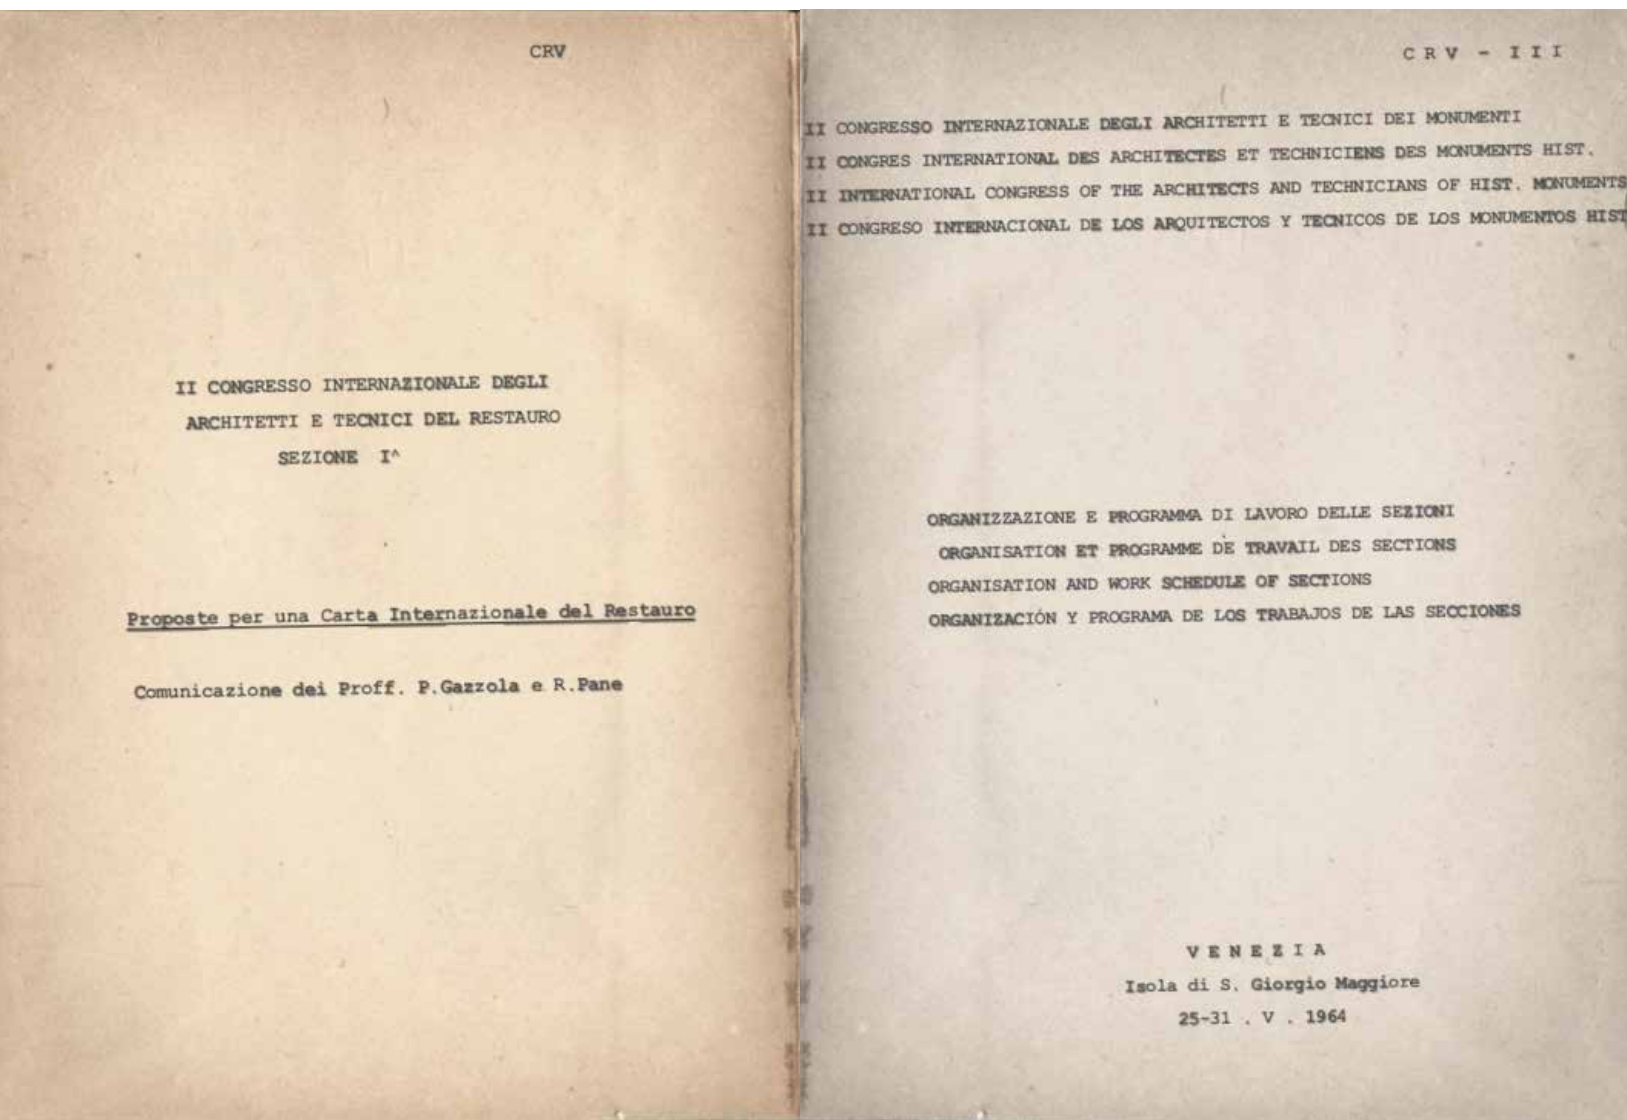 CRV
II CONGRESSO INTERNAZIONALE DEGLI
ARCHITETTI E TECNICI DEL RESTAURO
SEZIONE I^
Proposte per una Carta Internazionale del Restauro
Comunicazione dei Proff. P.Gazzola e R.Pane
C R V - I I I
II CONGRESSO INTERNAZIONALE DEGLI ARCHITETTI E TECNICI DEI MONUMENTI
II CONGRES INTERNATIONAL DES ARCHITECTES ET TECHNICIENS DES MONUMENTS HIST.
II INTERNATIONAL CONGRESS OF THE ARCHITECTS AND TECHNICIANS OF HIST. MONUMENTS
II CONGRESO INTERNACIONAL DE LOS ARQUITECTOS Y TECNICOS DE LOS MONUMENTOS HIST
ORGANIZZAZIONE E PROGRAMMA DI LAVORO DELLE SEZIONI
ORGANISATION ET PROGRAMME DE TRAVAIL DES SECTIONS
ORGANISATION AND WORK SCHEDULE OF SECTIONS
ORGANIZACIÓN Y PROGRAMA DE LOS TRABAJOS DE LAS SECCIONES
V E N E Z I A
Isola di S. Giorgio Maggiore
25-31 . V . 1964